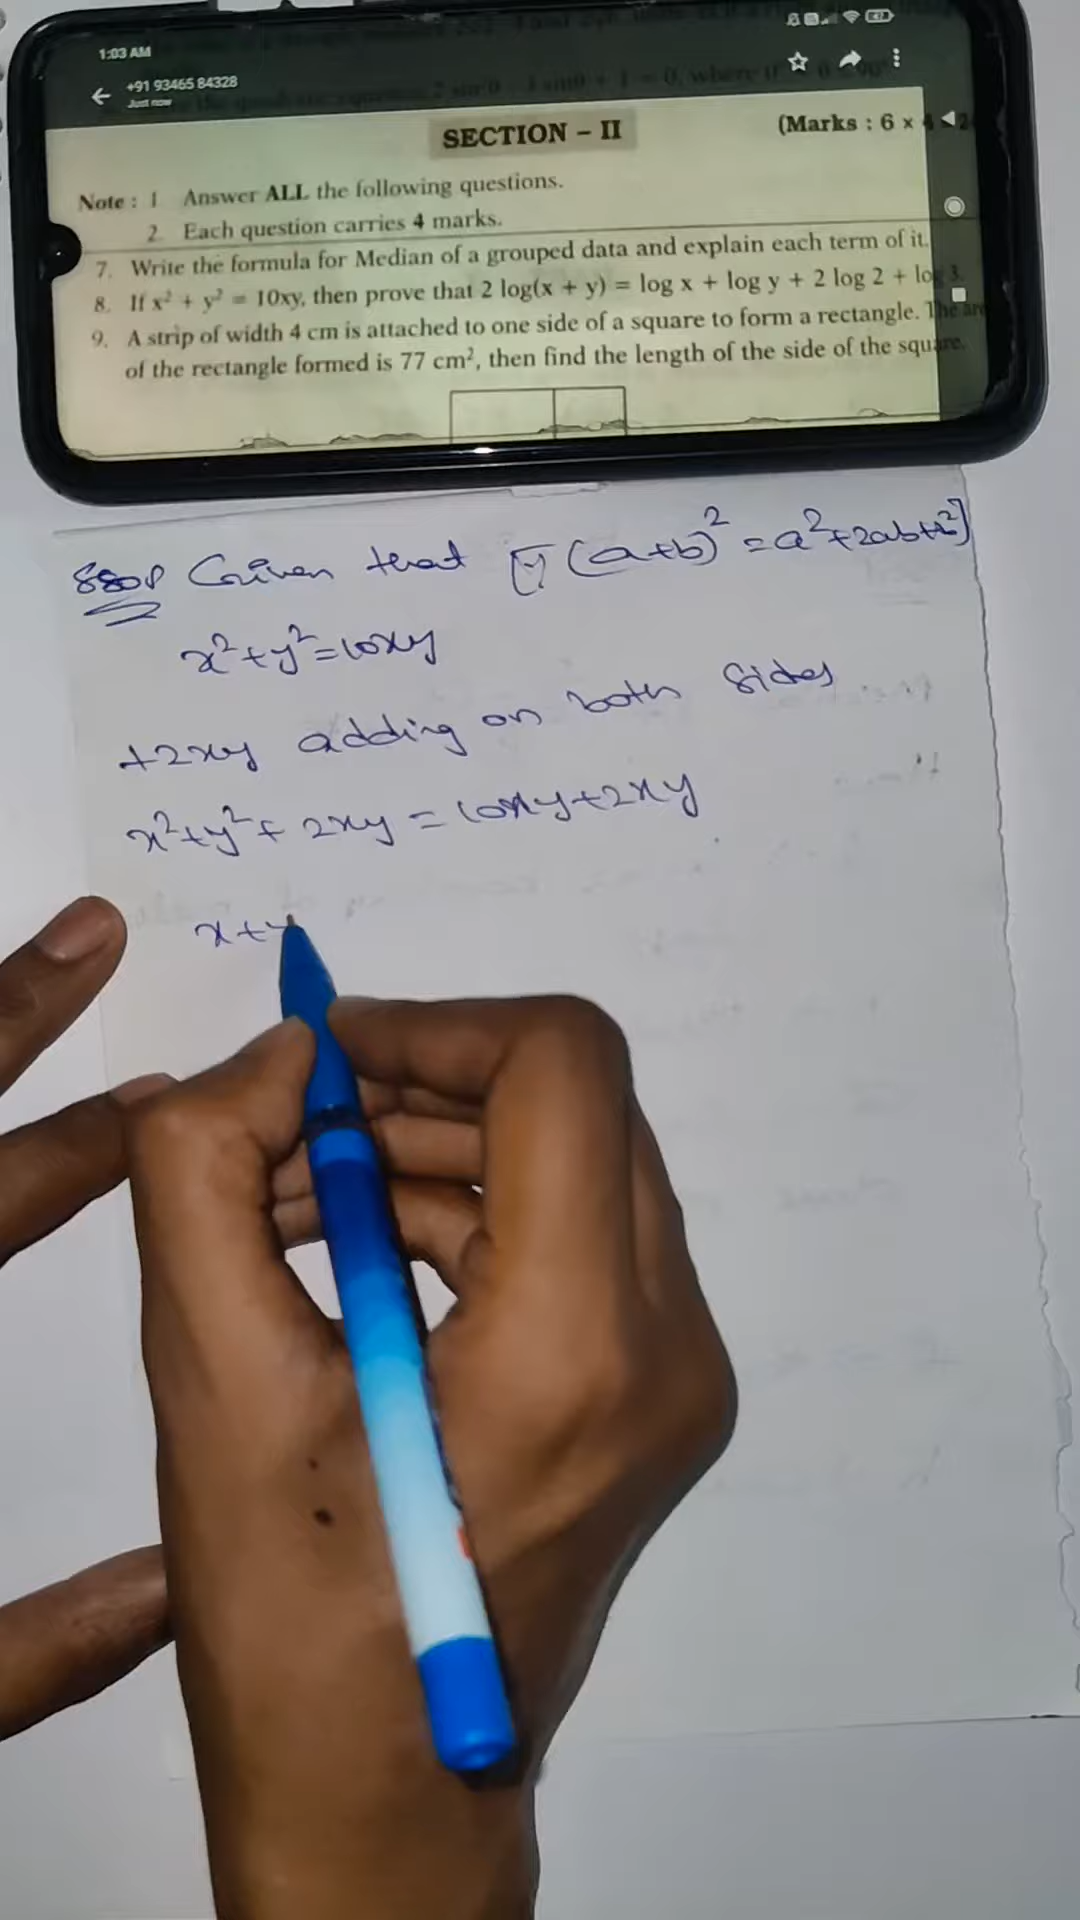 1:03 AM
+91 93465 84328
Just now
SECTION – II
(Marks : 6 ×
Note : 1 Answer ALL the following questions.
2. Each question carries 4 marks.
7. Write the formula for Median of a grouped data and explain each term of it.
8. If x² + y² = 10xy, then prove that 2 log(x + y) = log x + log y + 2 log 2 + log 3.
9. A strip of width 4 cm is attached to one side of a square to form a rectangle. The are
of the rectangle formed is 77 cm², then find the length of the side of the square.
Given that [∵ (a+b)² = a²+2ab+b²]
x²+y²=10xy
+2xy adding on both sides
x²+y²+ 2xy = 10xy+2xy
x+y